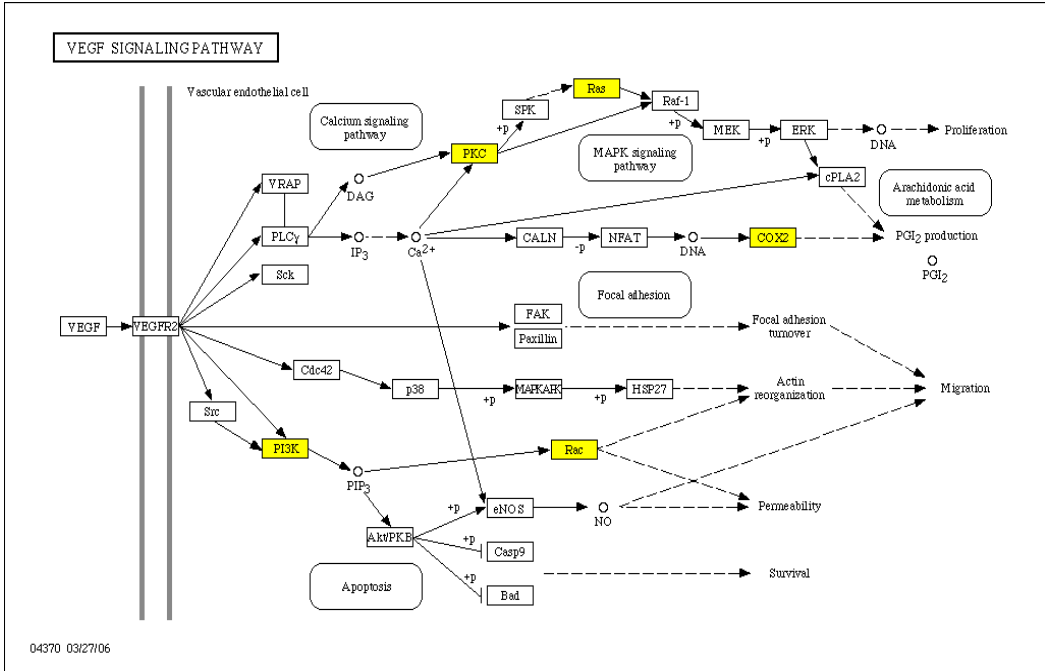 VEGF SIGNALING PATHWAY
Vascular endothelial cell
Calcium signaling
pathway
SPK
Ras
Raf-1
+p
+p
MEK
+p
ERK
DNA
Proliferation
PKC
MAPK signaling
pathway
VRAP
DAG
cPLA2
Arachidonic acid
metabolism
PLCγ
IP3
Ca2+
CALN
-p
NFAT
DNA
COX2
PGI2 production
PGI2
Sck
Focal adhesion
VEGF
VEGFR2
FAK
Paxillin
Focal adhesion
turnover
Cdc42
p38
+p
MAPKAPK
+p
HSP27
Actin
reorganization
Migration
Src
PI3K
PIP3
Rac
+p
eNOS
NO
Permeability
Akt/PKB
+p
Casp9
+p
Bad
Survival
Apoptosis
04370 03/27/06